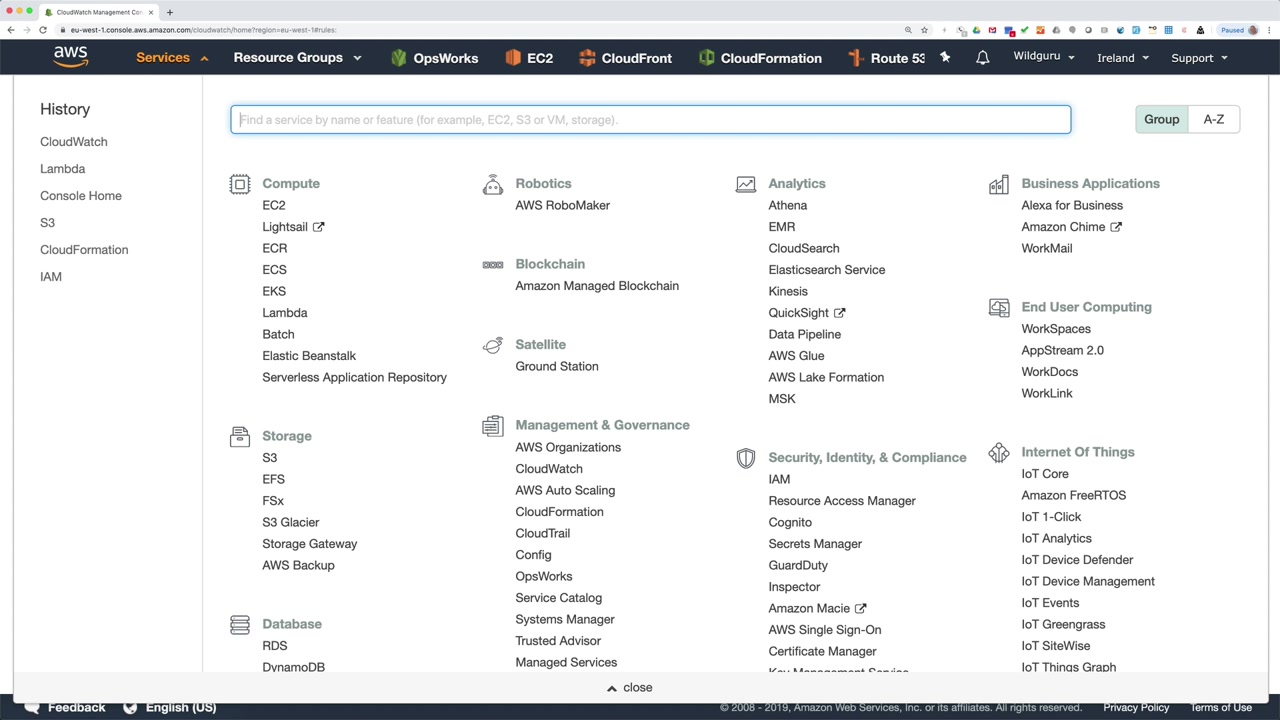 CloudWatch Management Con
eu-west-1.console.aws.amazon.com/cloudwatch/home?region=eu-west-1#rules:
Paused
aws
Services
Resource Groups
OpsWorks
EC2
CloudFront
CloudFormation
Route 53
Wildguru
Ireland
Support
History
CloudWatch
Lambda
Console Home
S3
CloudFormation
IAM
Find a service by name or feature (for example, EC2, S3 or VM, storage).
Group
A-Z
Compute
EC2
Lightsail
ECR
ECS
EKS
Lambda
Batch
Elastic Beanstalk
Serverless Application Repository
Storage
S3
EFS
FSx
S3 Glacier
Storage Gateway
AWS Backup
Database
RDS
DynamoDB
Robotics
AWS RoboMaker
Blockchain
Amazon Managed Blockchain
Satellite
Ground Station
Management & Governance
AWS Organizations
CloudWatch
AWS Auto Scaling
CloudFormation
CloudTrail
Config
OpsWorks
Service Catalog
Systems Manager
Trusted Advisor
Managed Services
Analytics
Athena
EMR
CloudSearch
Elasticsearch Service
Kinesis
QuickSight
Data Pipeline
AWS Glue
AWS Lake Formation
MSK
Security, Identity, & Compliance
IAM
Resource Access Manager
Cognito
Secrets Manager
GuardDuty
Inspector
Amazon Macie
AWS Single Sign-On
Certificate Manager
Key Management Service
Business Applications
Alexa for Business
Amazon Chime
WorkMail
End User Computing
WorkSpaces
AppStream 2.0
WorkDocs
WorkLink
Internet Of Things
IoT Core
Amazon FreeRTOS
IoT 1-Click
IoT Analytics
IoT Device Defender
IoT Device Management
IoT Events
IoT Greengrass
IoT SiteWise
IoT Things Graph
close
Feedback
English (US)
© 2008 - 2019, Amazon Web Services, Inc. or its affiliates. All rights reserved.
Privacy Policy
Terms of Use